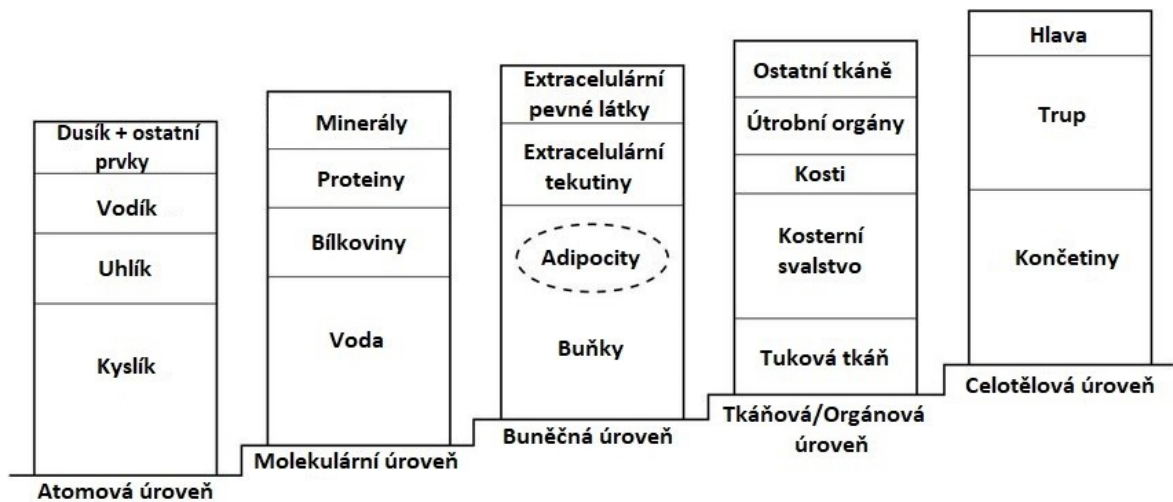 Dusík + ostatní
prvky
Vodík
Uhlík
Kyslík
Atomová úroveň
Minerály
Proteiny
Bílkoviny
Voda
Molekulární úroveň
Extracelulární
pevné látky
Extracelulární
tekutiny
Adipocity
Buňky
Buněčná úroveň
Ostatní tkáně
Útrobní orgány
Kosti
Kosterní
svalstvo
Tuková tkáň
Tkáňová/Orgánová
úroveň
Hlava
Trup
Končetiny
Celotělová úroveň